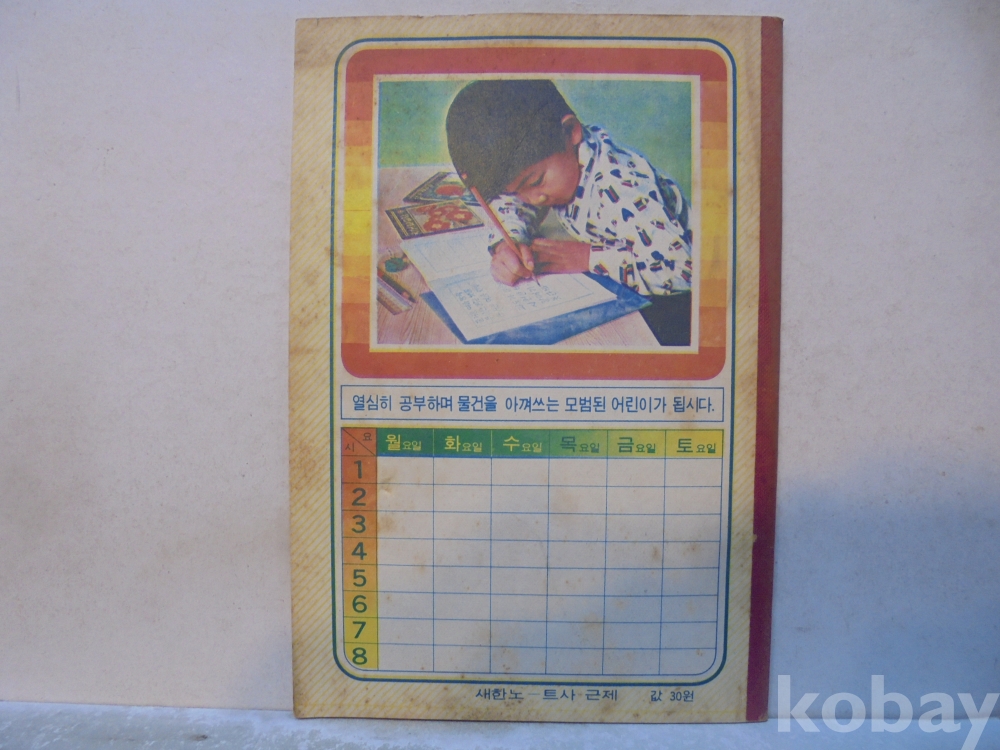 열심히 공부하며 물건을 아껴쓰는 모범된 어린이가 됩시다.
요 시 월요일 화요일 수요일 목요일 금요일 토요일
1
2
3
4
5
6
7
8
새한노-트사 근제 값 30원
kobay